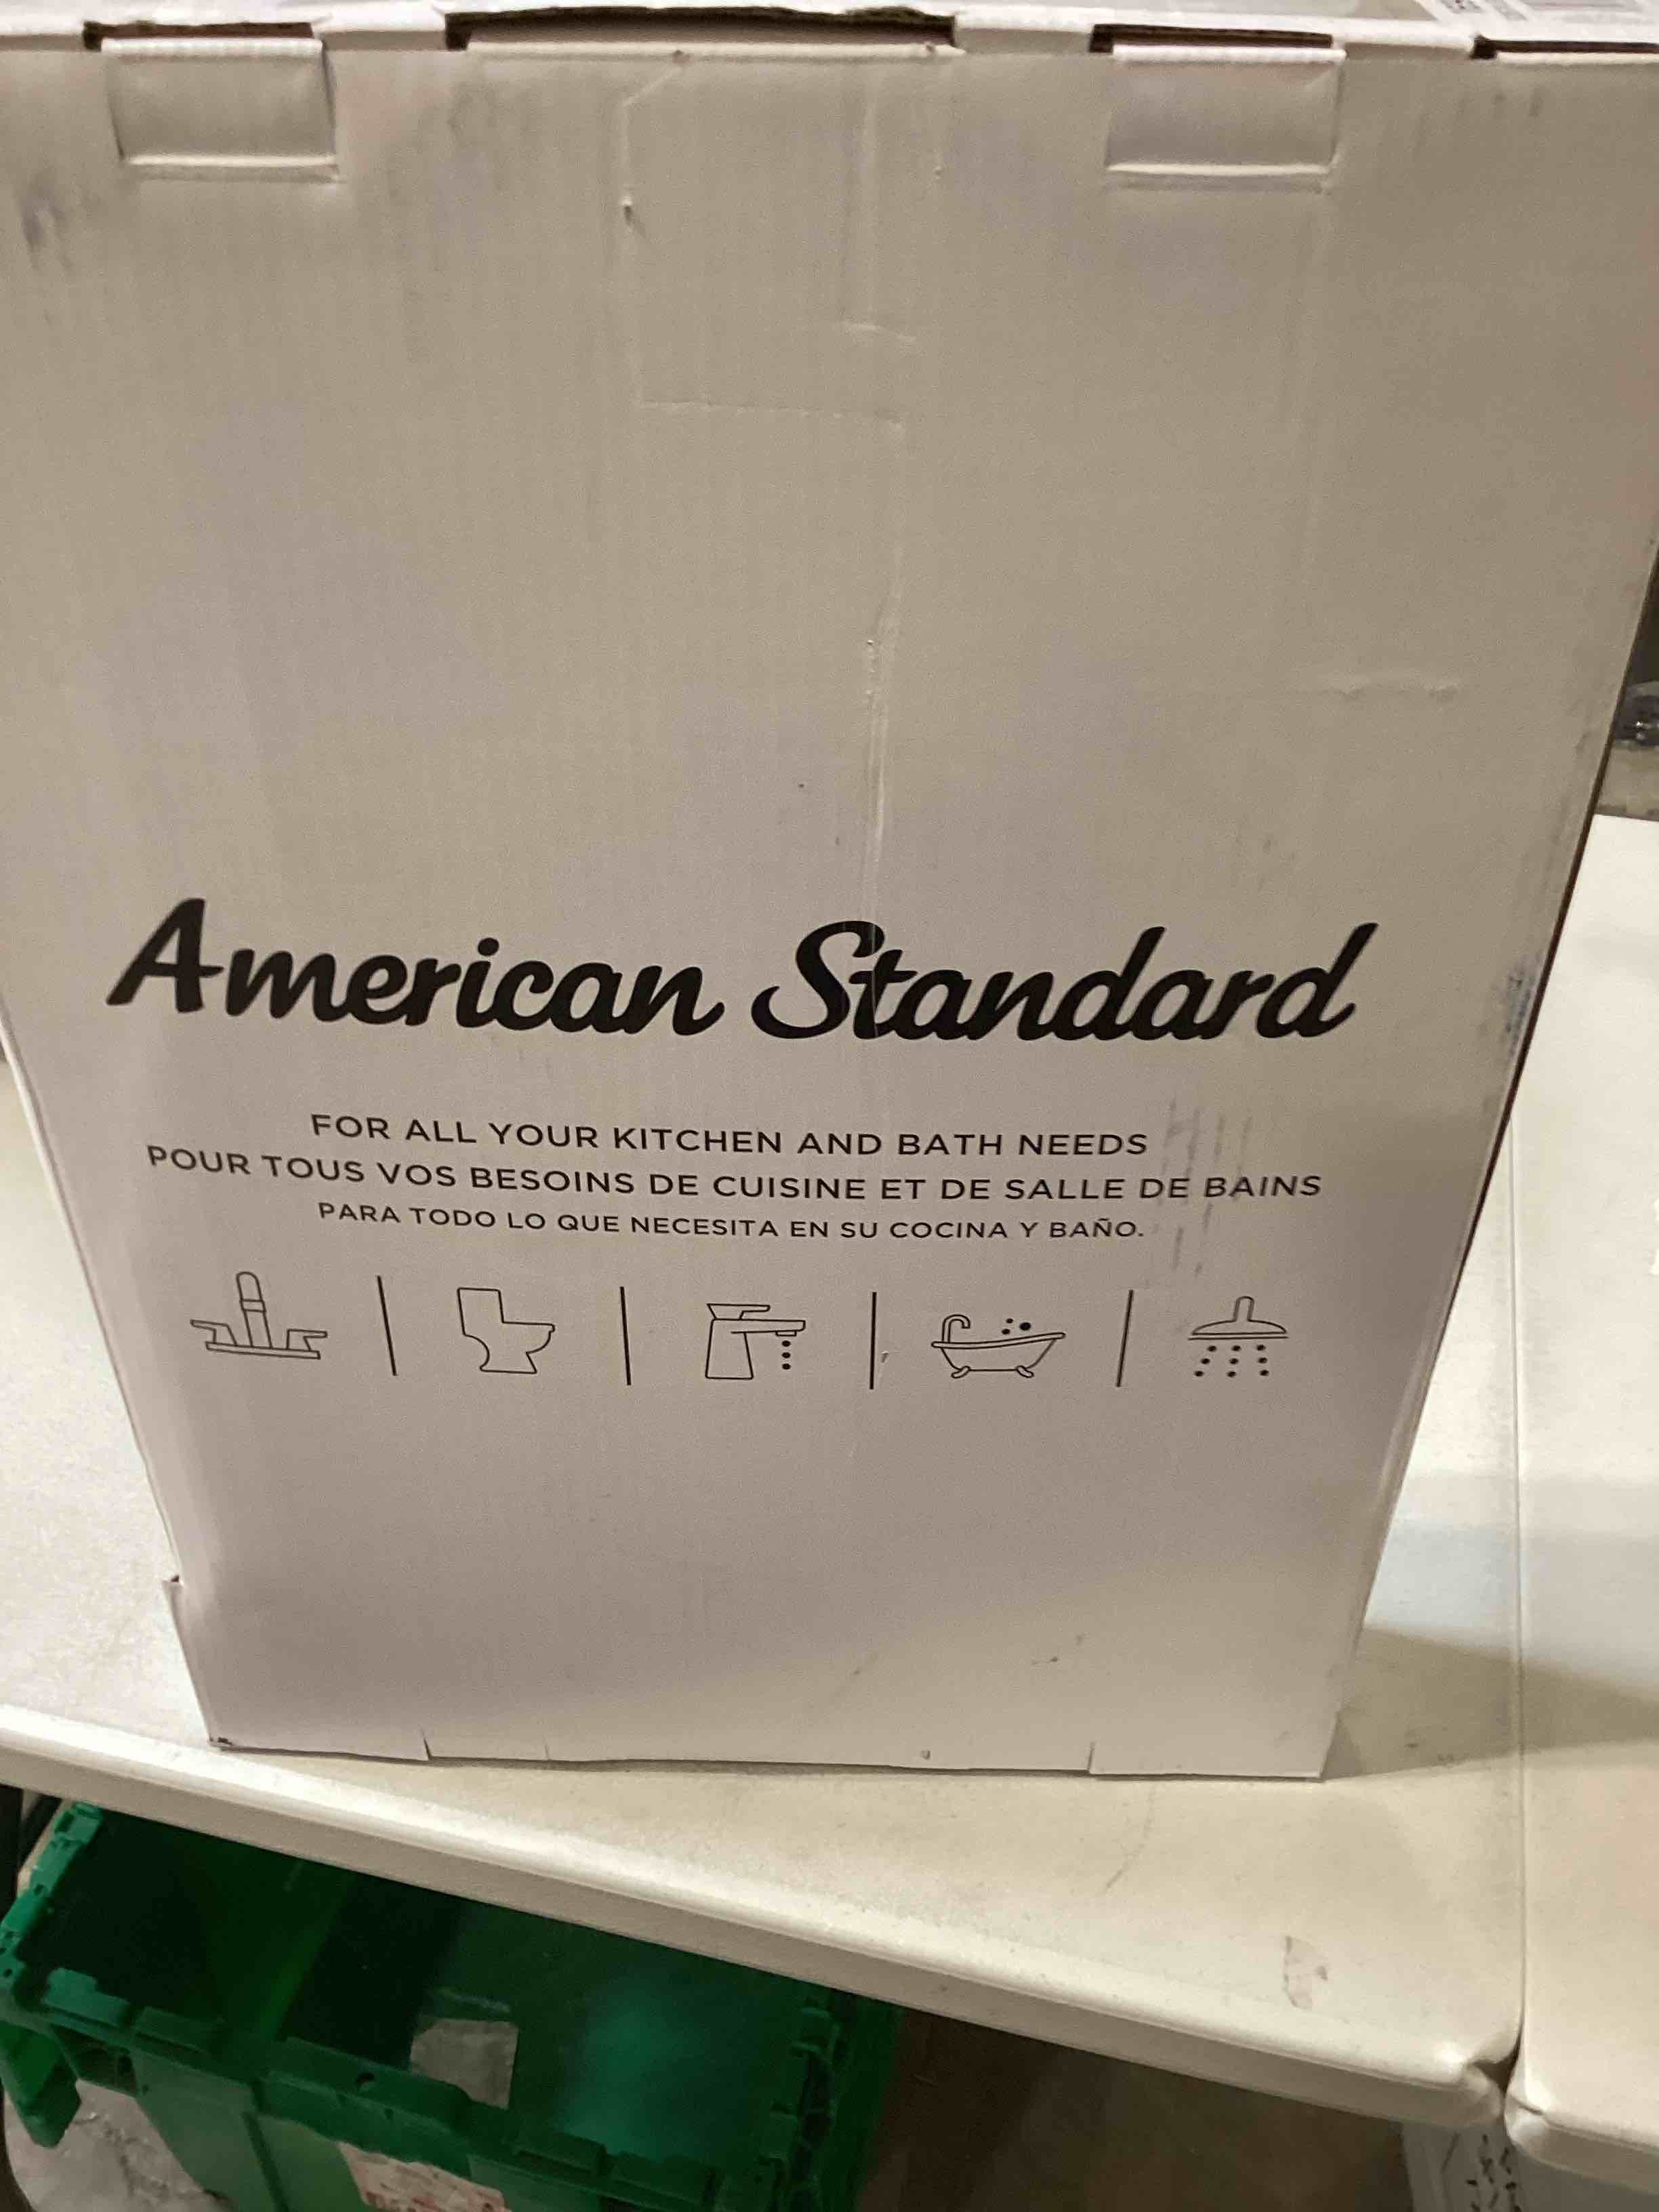 American Standard
FOR ALL YOUR KITCHEN AND BATH NEEDS
POUR TOUS VOS BESOINS DE CUISINE ET DE SALLE DE BAINS
PARA TODO LO QUE NECESITA EN SU COCINA Y BAÑO.